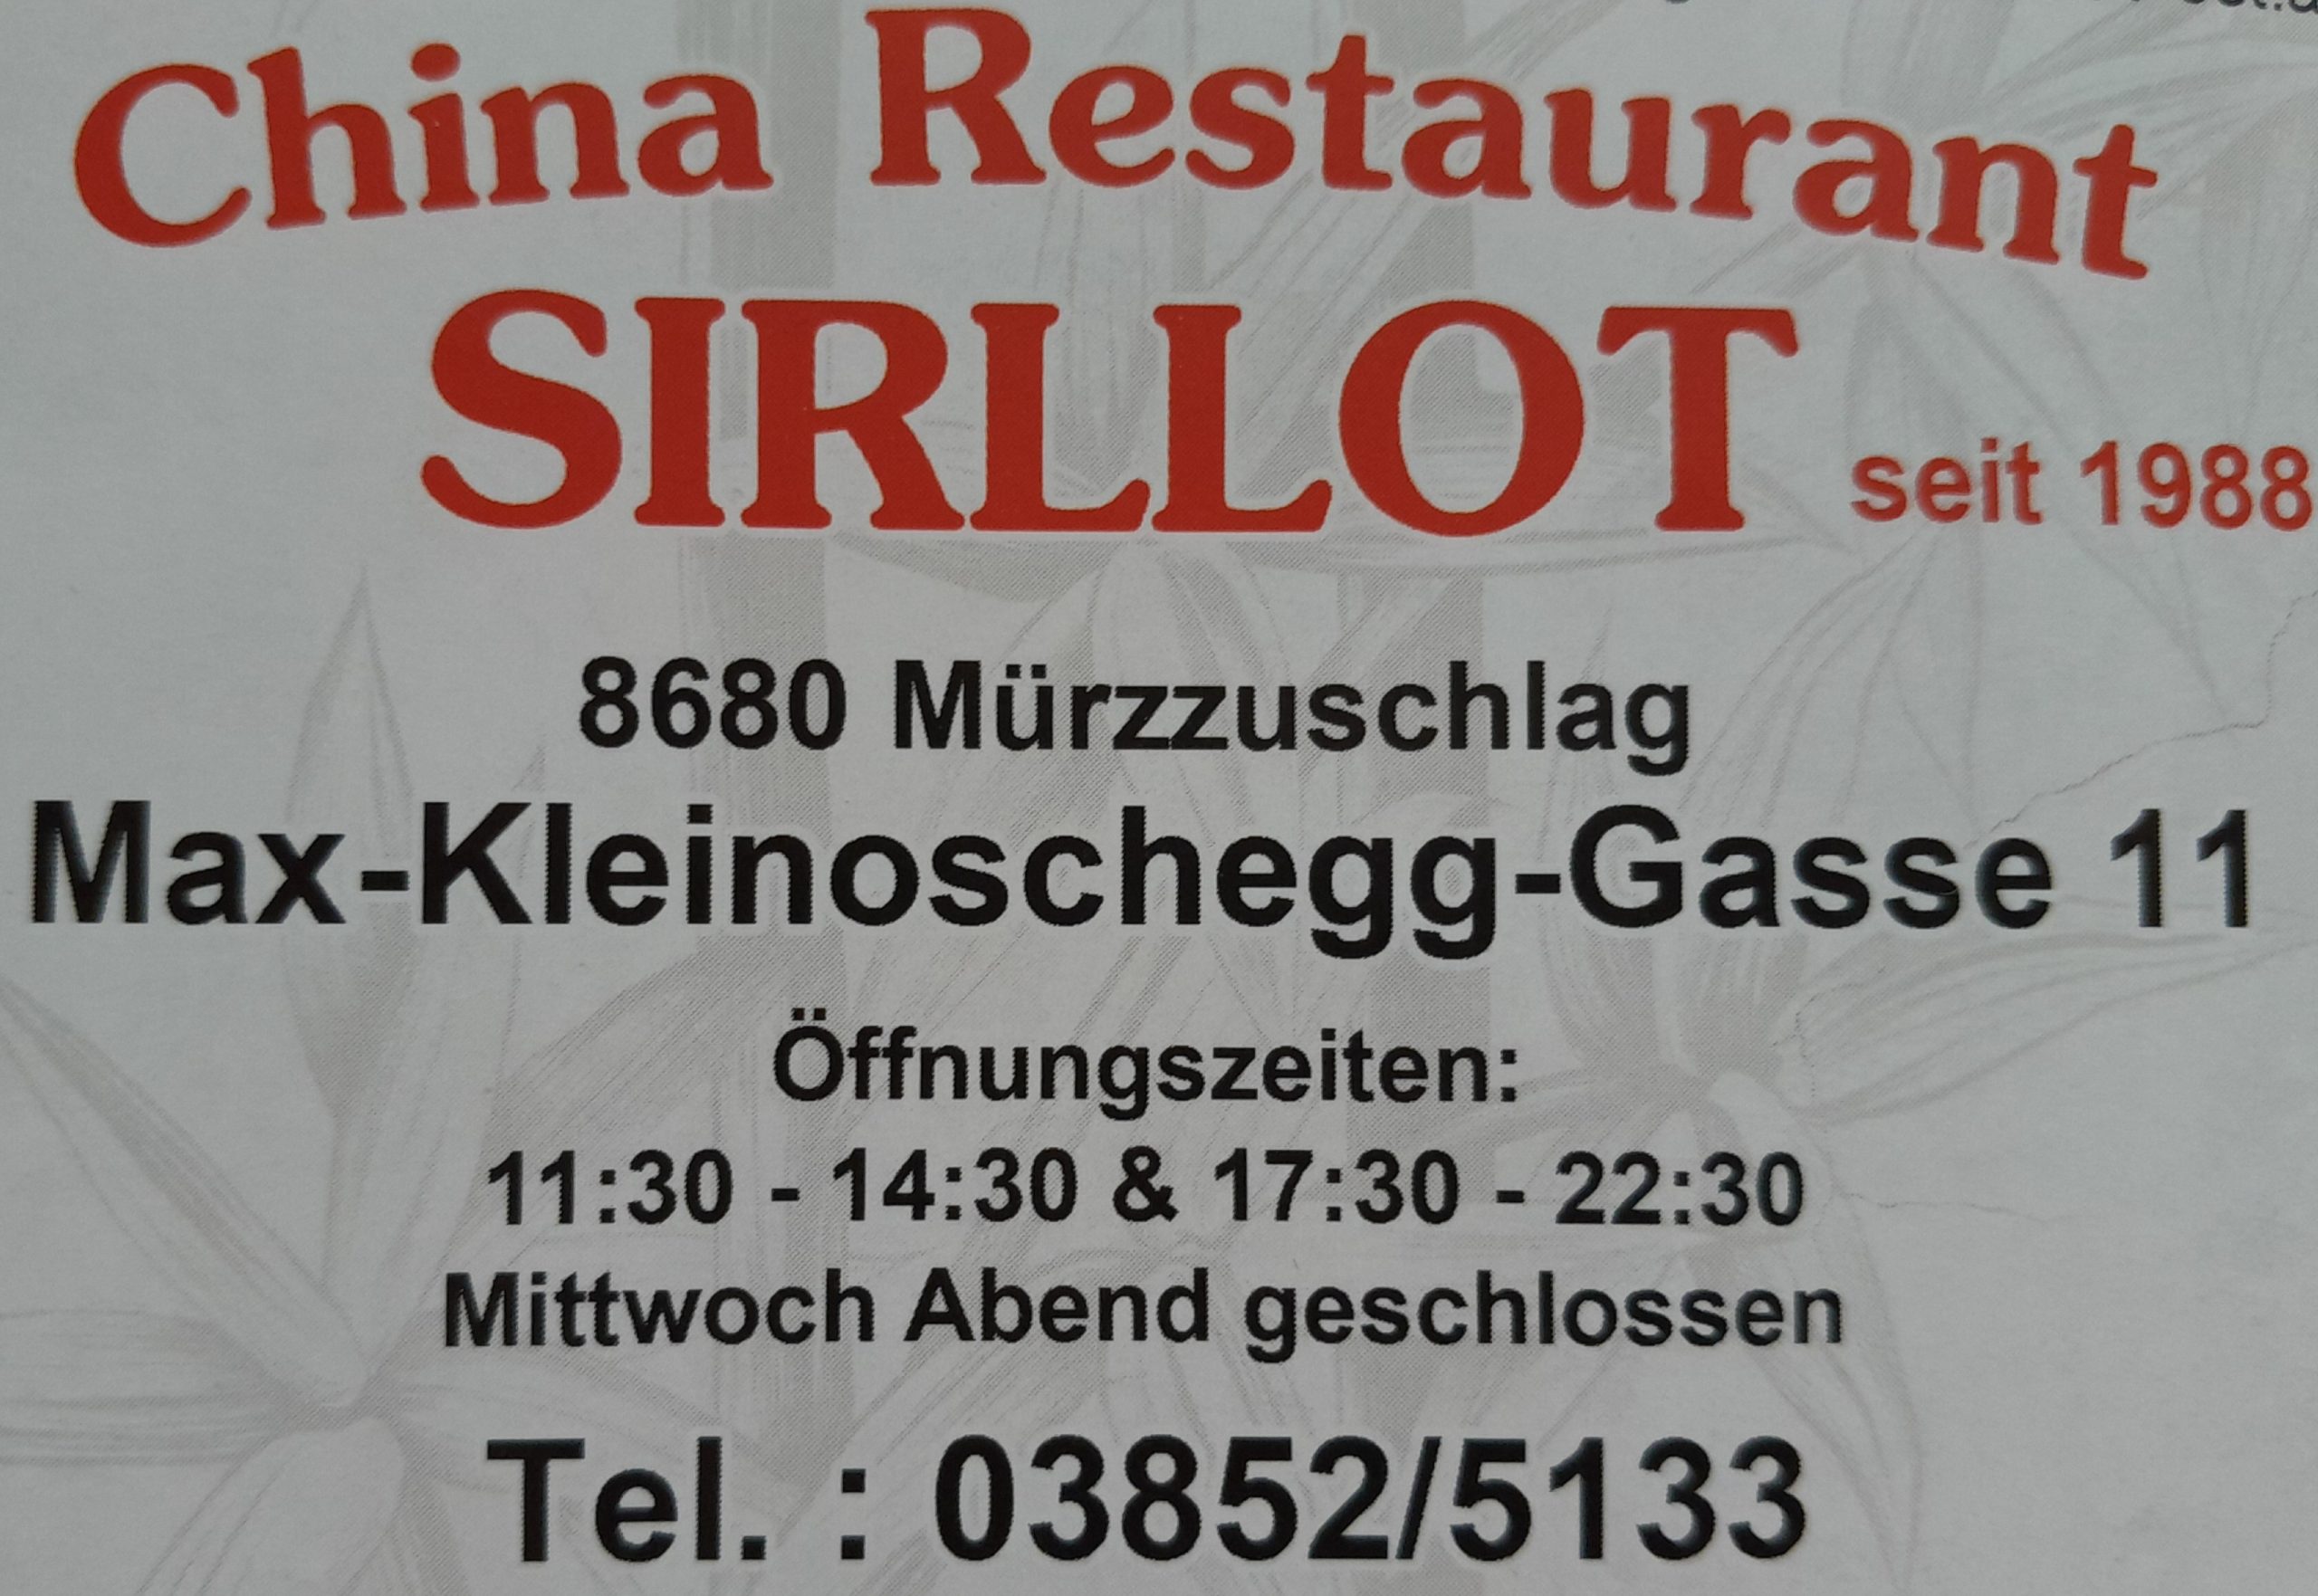 China Restaurant
SIRLLOT seit 1988
8680 Mürzzuschlag
Max-Kleinoschegg-Gasse 11
Öffnungszeiten:
11:30 - 14:30 & 17:30 - 22:30
Mittwoch Abend geschlossen
Tel. : 03852/5133